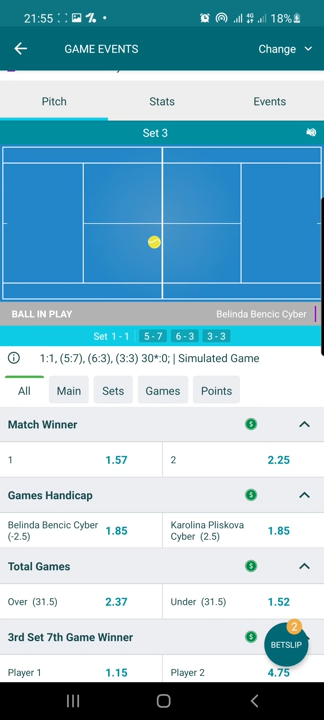 21:55 18%
GAME EVENTS Change
Pitch Stats Events
Set 3
BALL IN PLAY Belinda Bencic Cyber
Set 1 - 1 5 - 7 6 - 3 3 - 3
1:1, (5:7), (6:3), (3:3) 30*:0; | Simulated Game
All Main Sets Games Points
Match Winner
1 1.57 2 2.25
Games Handicap
Belinda Bencic Cyber (-2.5) 1.85 Karolina Pliskova Cyber (2.5) 1.85
Total Games
Over (31.5) 2.37 Under (31.5) 1.52
3rd Set 7th Game Winner
2
BETSLIP
Player 1 1.15 Player 2 4.75